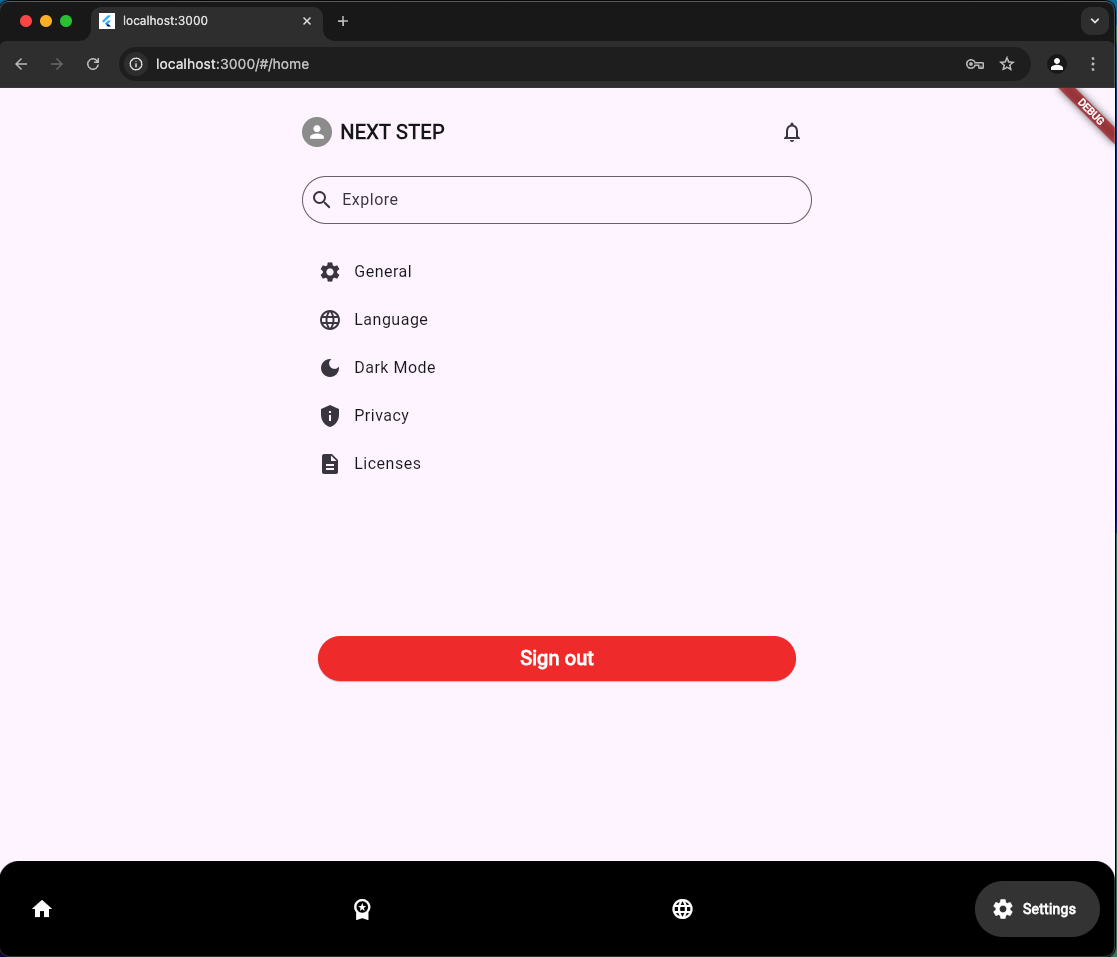 localhost:3000
localhost:3000/#/home
DEBUG
NEXT STEP
Explore
General
Language
Dark Mode
Privacy
Licenses
Sign out
Settings